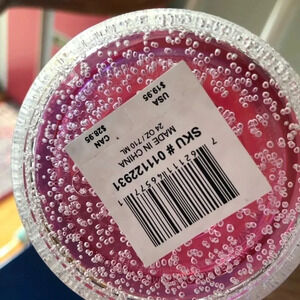 USA
$19.95
CAN
$28.95
SKU # 011122931
MADE IN CHINA
24 OZ / 710 ML